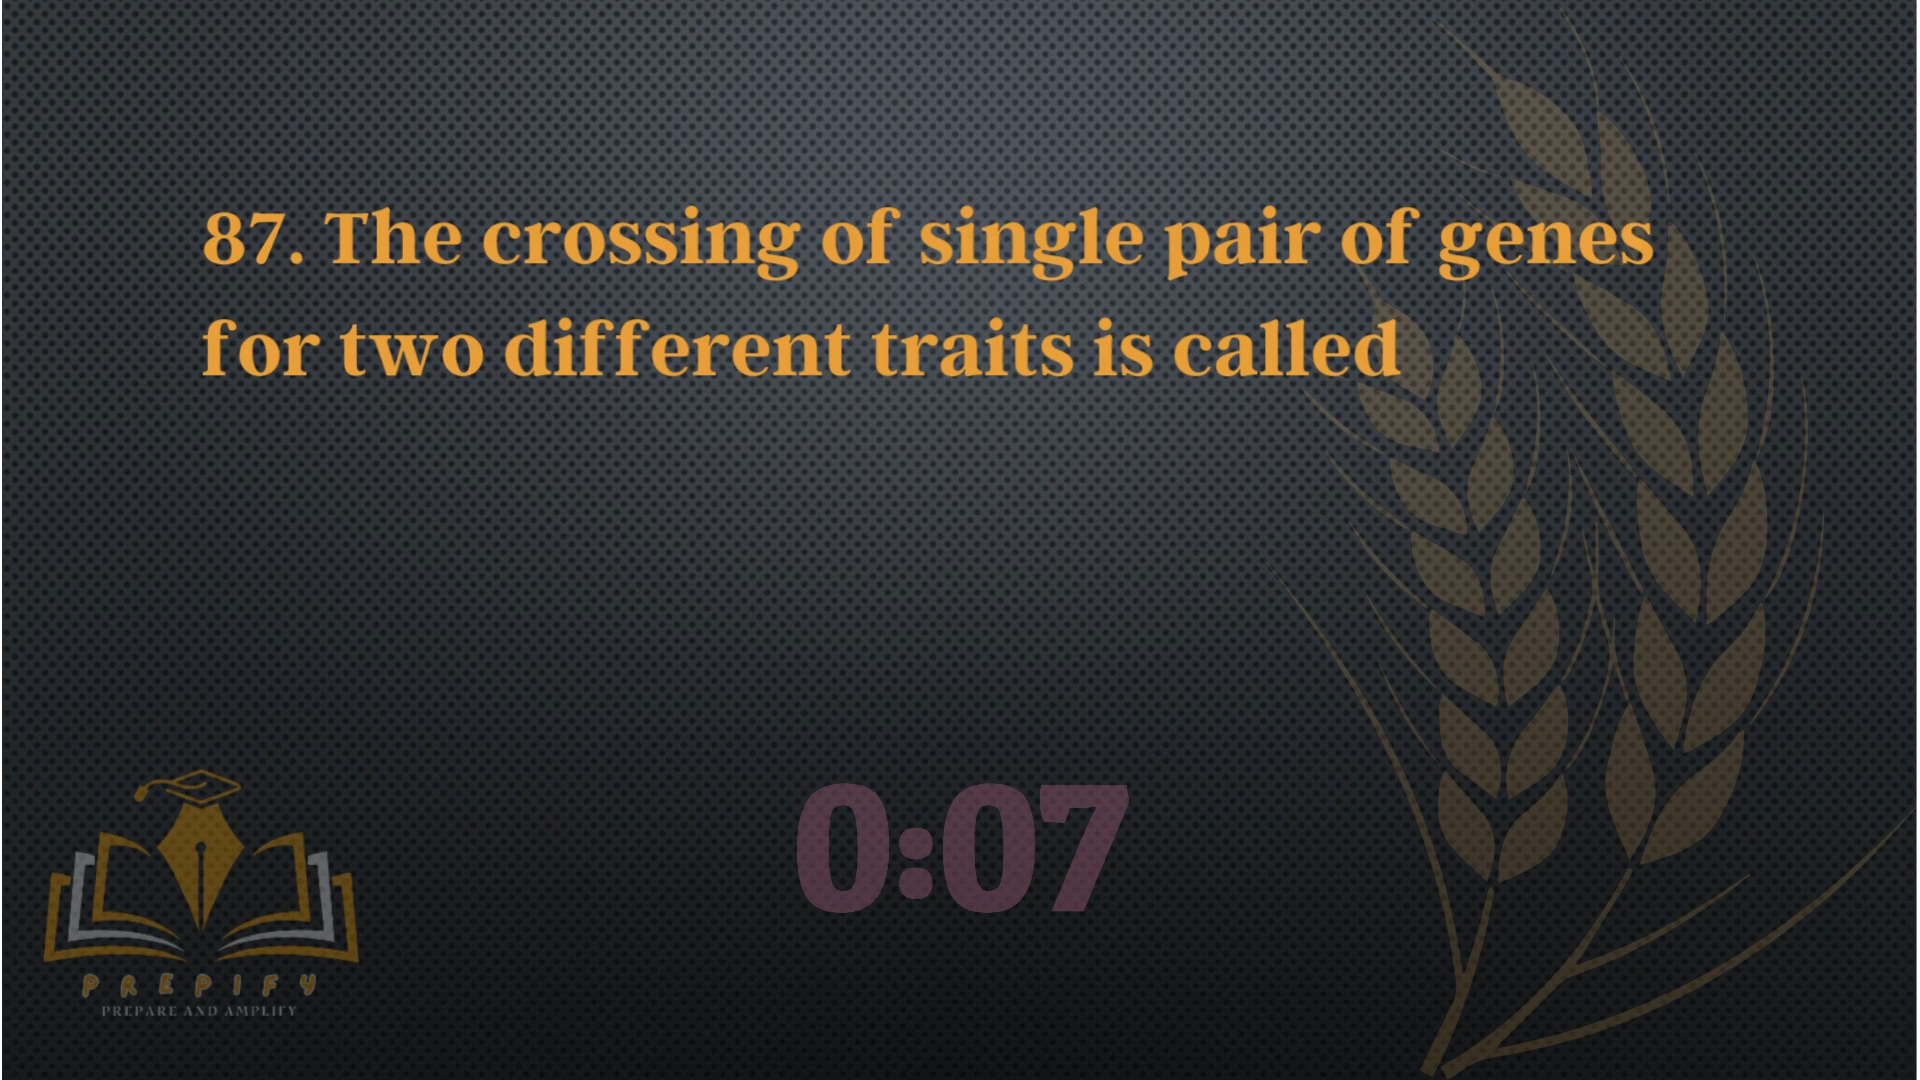 87. The crossing of single pair of genes
for two different traits is called
0:07
PREPIFY
PREPARE AND AMPLIFY